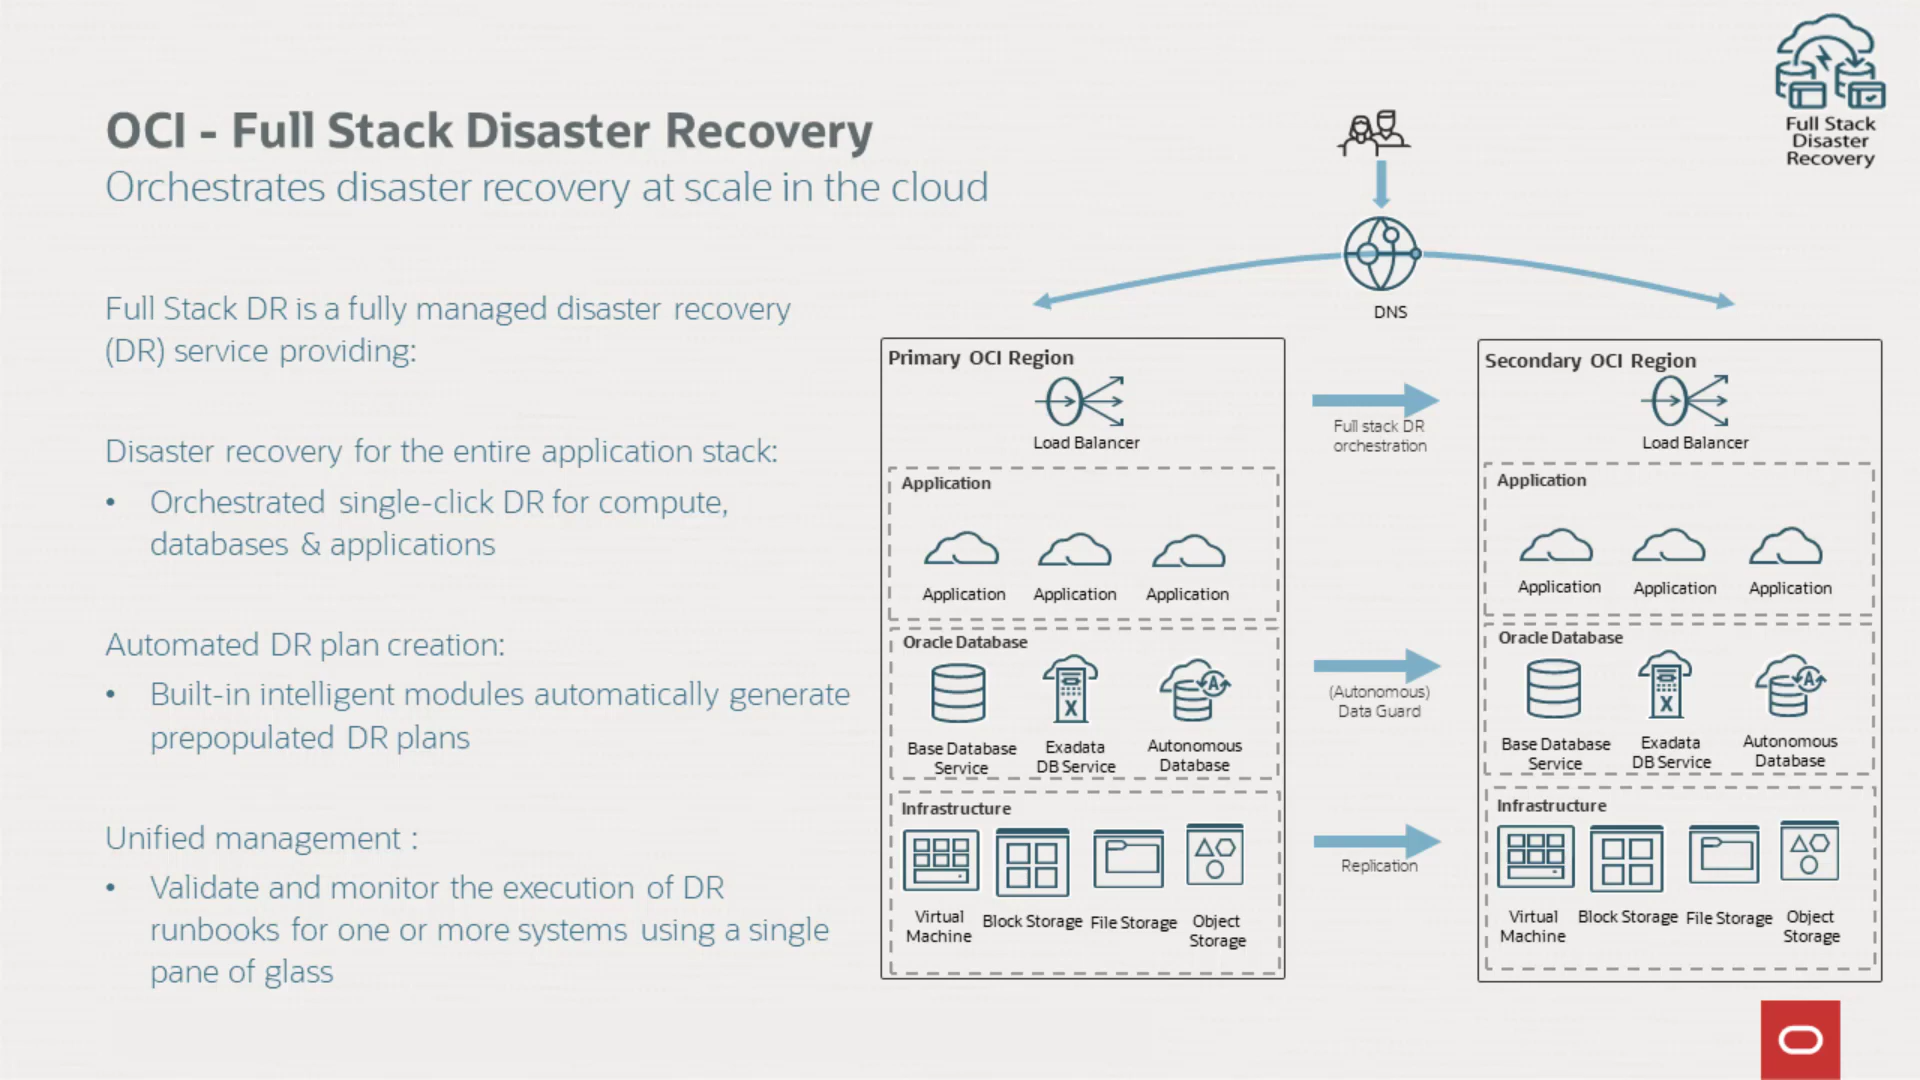 Full Stack
Disaster
Recovery
OCI - Full Stack Disaster Recovery
Orchestrates disaster recovery at scale in the cloud
Full Stack DR is a fully managed disaster recovery
(DR) service providing:
Disaster recovery for the entire application stack:
• Orchestrated single-click DR for compute,
databases & applications
Automated DR plan creation:
• Built-in intelligent modules automatically generate
prepopulated DR plans
Unified management :
• Validate and monitor the execution of DR
runbooks for one or more systems using a single
pane of glass
DNS
Primary OCI Region
Load Balancer
Application
Application Application Application
Oracle Database
A
X
Base Database
Service
Exadata
DB Service
Autonomous
Database
Infrastructure
Virtual
Machine
Block Storage
File Storage
Object
Storage
Full stack DR
orchestration
(Autonomous)
Data Guard
Replication
Secondary OCI Region
Load Balancer
Application
Application Application Application
Oracle Database
A
X
Base Database
Service
Exadata
DB Service
Autonomous
Database
Infrastructure
Virtual
Machine
Block Storage
File Storage
Object
Storage